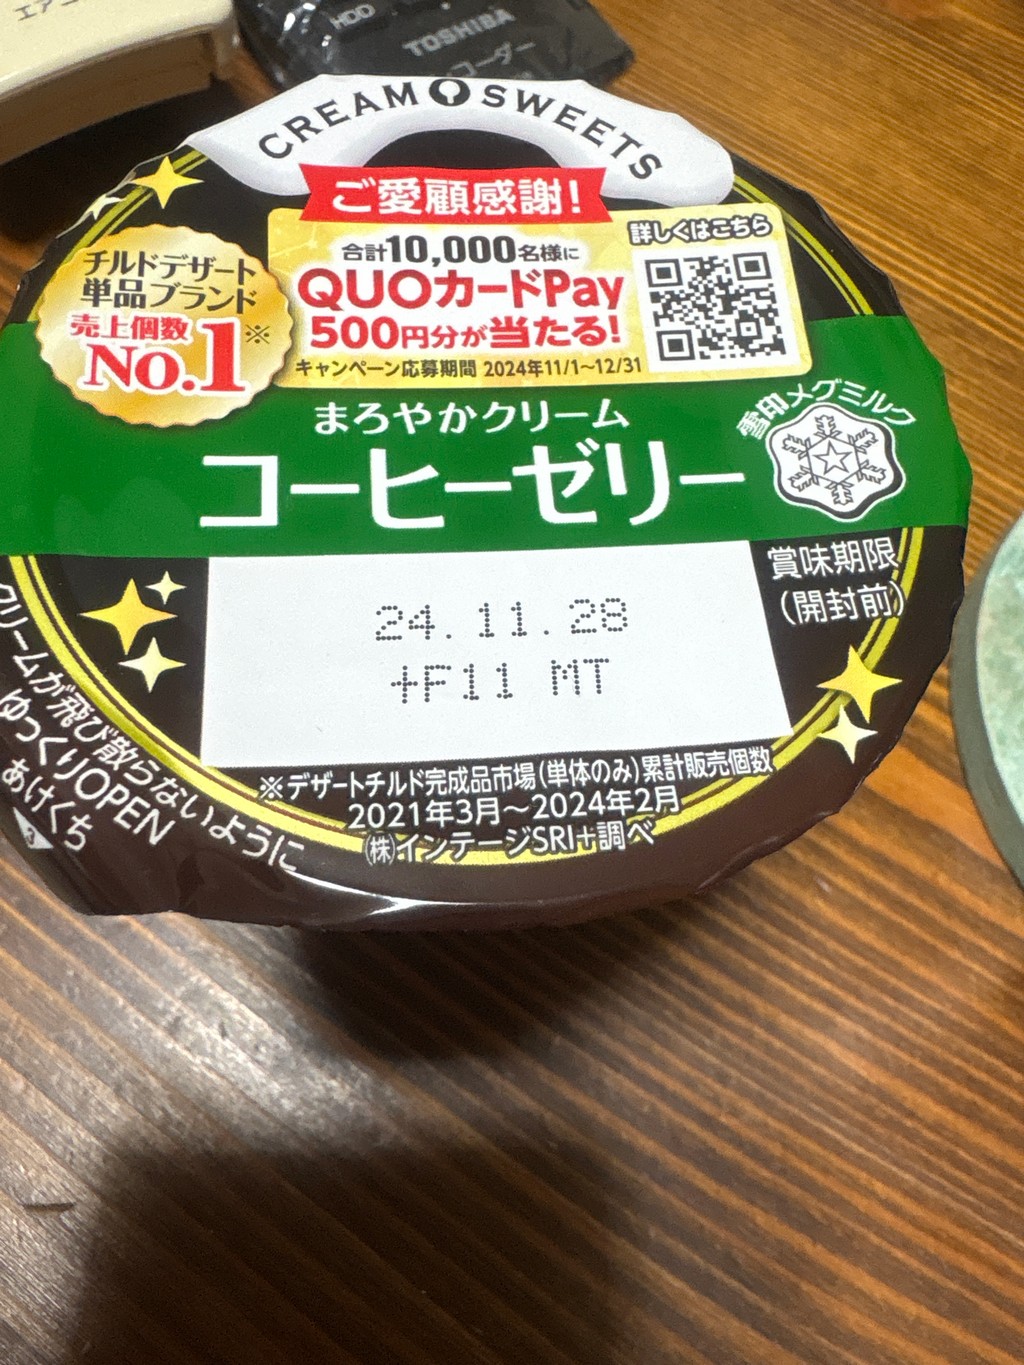 エアコ
HDD
TOSHIBA
コーダー
CREAM SWEETS
ご愛顧感謝!
合計10,000名様に
QUOカードPay
500円分が当たる!
キャンペーン応募期間 2024年11/1~12/31
詳しくはこちら
チルドデザート
単品ブランド
売上個数
No.1※
まろやかクリーム
コーヒーゼリー
雪印メグミルク
賞味期限
(開封前)
24.11.28
+F11 MT
※デザートチルド完成品市場(単体のみ)累計販売個数
2021年3月~2024年2月
(株)インテージSRI+調べ
クリームが飛び散らないように
ゆっくりOPEN
あけくち
3